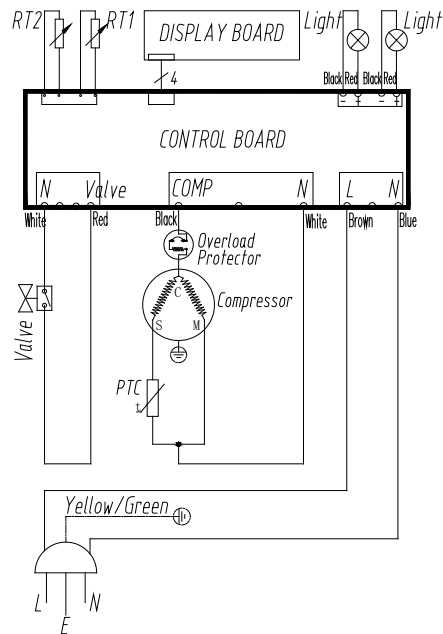 RT2 RT1 DISPLAY BOARD Light Light
4
Black Red Black Red
CONTROL BOARD
N Valve COMP N L N
White Red Black White Brown Blue
Overload
Protector
C
Compressor
S M
Valve
PTC
t
Yellow/Green
L E N